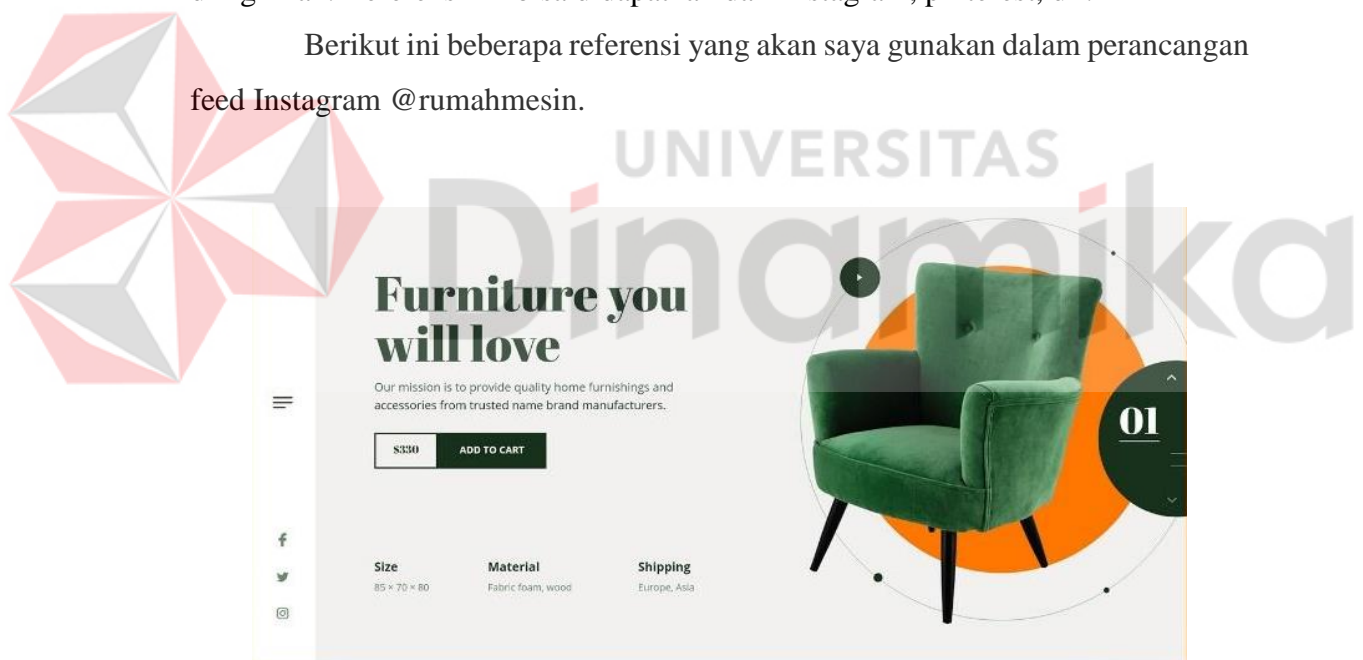 Berikut ini beberapa referensi yang akan saya gunakan dalam perancangan
feed Instagram @rumahmesin.
UNIVERSITAS
Dinamika
Furniture you
will love
Our mission is to provide quality home furnishings and
accessories from trusted name brand manufacturers.
$330 ADD TO CART
01
Size Material Shipping
85 × 70 × 80 Fabric foam, wood Europe, Asia